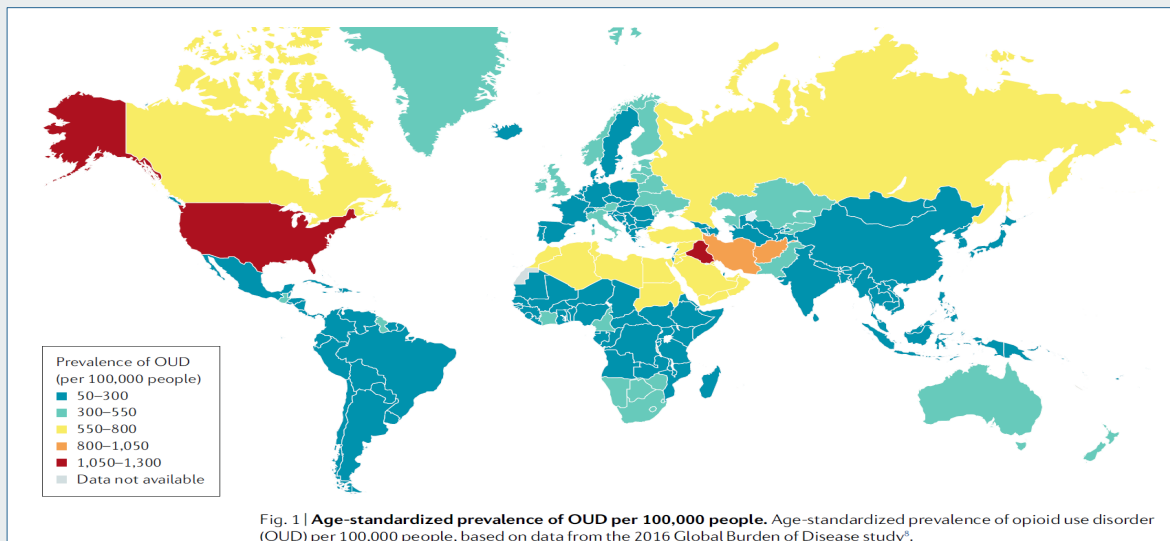 Prevalence of OUD
(per 100,000 people)
50–300
300–550
550–800
800–1,050
1,050–1,300
Data not available
Fig. 1 | Age-standardized prevalence of OUD per 100,000 people. Age-standardized prevalence of opioid use disorder
(OUD) per 100,000 people, based on data from the 2016 Global Burden of Disease study⁸.